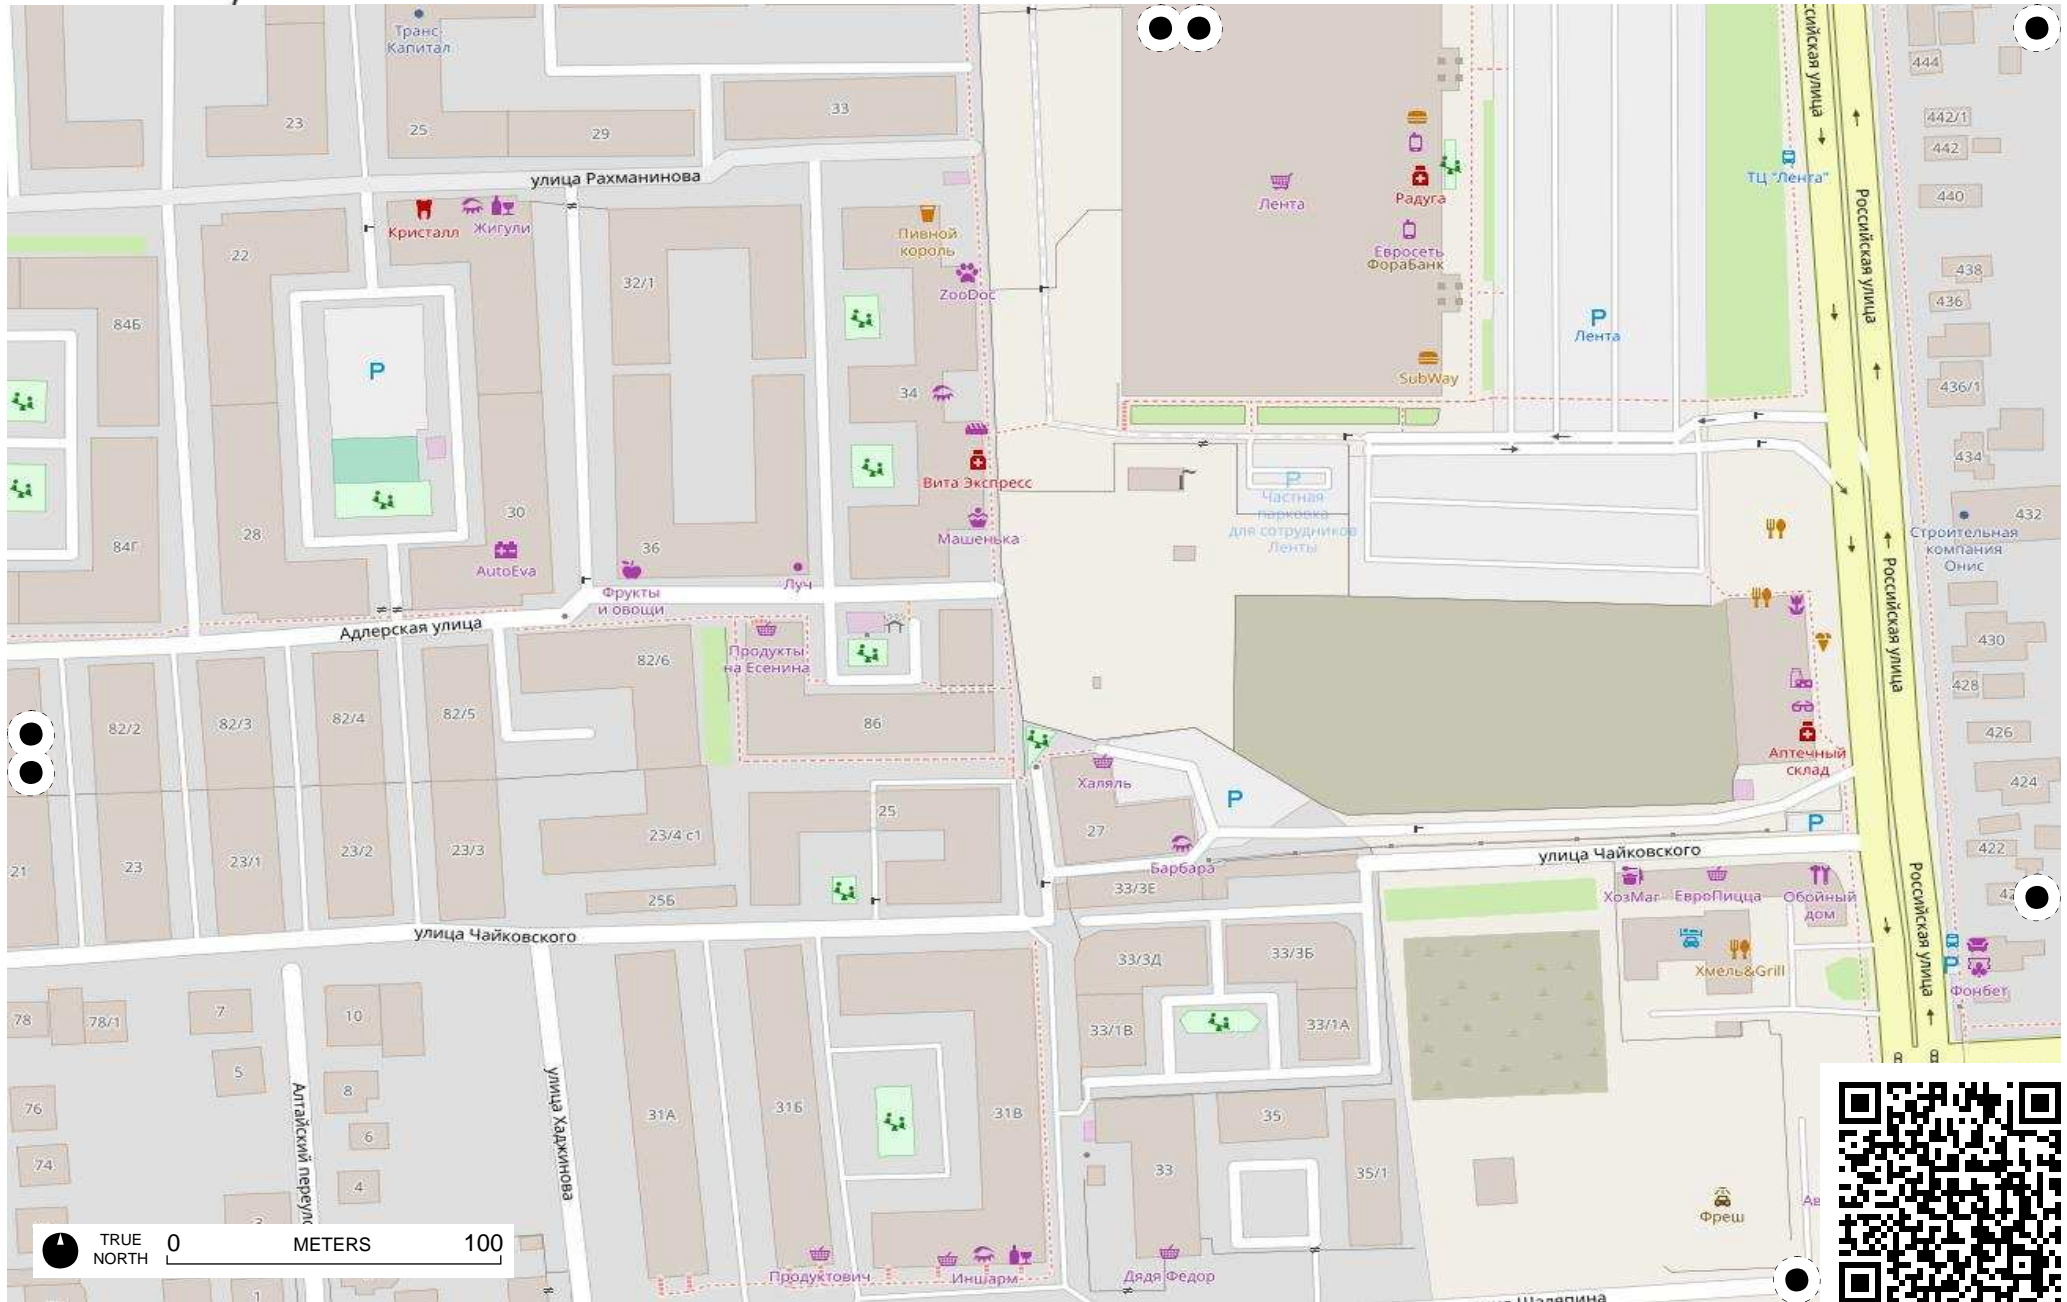 Транс-
Капитал
23
25
29
33
444
442/1
442
440
438
436
436/1
434
432
430
428
426
424
422
улица Рахманинова
Российская улица
ТЦ "Лента"
Лента
Радуга
Евросеть
ФораБанк
SubWay
P
Лента
Кристалл
Жигули
Пивной
король
ZooDoc
22
32/1
84Б
P
34
Вита Экспресс
Машенька
28
30
36
84Г
AutoEva
Фрукты
и овощи
Луч
P
Частная
парковка
для сотрудников
Ленты
Строительная
компания
Онис
Российская улица
Российская улица
Адлерская улица
82/6
Продукты
на Есенина
82/2
82/3
82/4
82/5
86
Аптечный
склад
Халяль
P
P
27
25
21
23
23/1
23/2
23/3
23/4 с1
Барбара
33/3Е
25Б
улица Чайковского
улица Чайковского
ХозМаг
ЕвроПицца
Обойный
дом
Хмель&Grill
Российская улица
P
Фонбет
33/3Д
33/3Б
33/1В
33/1А
78
78/1
7
10
5
8
76
6
74
4
3
1
Алтайский переуло
улица Хаджинова
31А
31Б
31В
33
35
35/1
Фреш
Ав
Продуктович
Иншарм
Дядя Федор
TRUE
NORTH
0 METERS 100